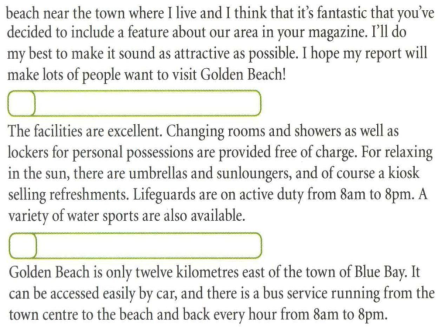 beach near the town where I live and I think that it's fantastic that you've
decided to include a feature about our area in your magazine. I'll do
my best to make it sound as attractive as possible. I hope my report will
make lots of people want to visit Golden Beach!
The facilities are excellent. Changing rooms and showers as well as
lockers for personal possessions are provided free of charge. For relaxing
in the sun, there are umbrellas and sunloungers, and of course a kiosk
selling refreshments. Lifeguards are on active duty from 8am to 8pm. A
variety of water sports are also available.
Golden Beach is only twelve kilometres east of the town of Blue Bay. It
can be accessed easily by car, and there is a bus service running from the
town centre to the beach and back every hour from 8am to 8pm.